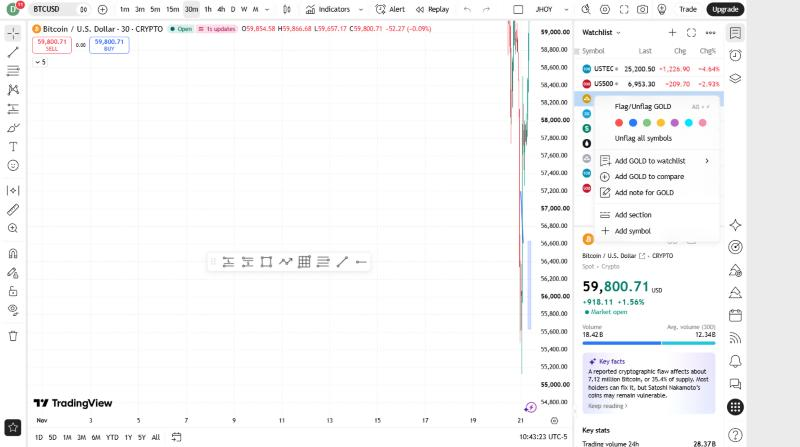 11
BTCUSD
1m 3m 5m 15m 30m 1h 4h D W M
Indicators
Alert
Replay
JHOY
Trade
Upgrade
Bitcoin / U.S. Dollar · 30 · CRYPTO
Open
updates
H59,866.68 L59,657.17 C59,800.71 -52.27 (-0.09%)
59,800.71
SELL
0.00
59,800.71
BUY
5
59,000.00
58,800.00
58,600.00
58,400.00
58,200.00
58,000.00
57,800.00
57,600.00
57,400.00
57,200.00
57,000.00
56,800.00
56,600.00
56,400.00
56,200.00
56,000.00
55,800.00
55,600.00
55,400.00
55,200.00
55,000.00
54,800.00
TradingView
Nov 3 5 7 9 11 13 15 17 19 21
1D 5D 1M 3M 6M YTD 1Y 5Y All
10:43:23 UTC-5
Watchlist
Symbol Last Chg Chg%
USTEC 25,200.50 -1,226.90 -4.64%
US500 6,953.30 -209.70 -2.93%
Flag/Unflag GOLD
Unflag all symbols
Add GOLD to watchlist
Add GOLD to compare
Add note for GOLD
Add section
Add symbol
Bitcoin / U.S. Dollar · CRYPTO
Spot · Crypto
59,800.71 USD
+918.11 +1.56%
Market open
Volume
18.42B
Avg. volume (30D)
12.34B
Key facts
A reported cryptographic flaw affects about
7.12 million Bitcoin, or 35.4% of supply. Most
holders can fix it, but Satoshi Nakamoto's
coins may remain vulnerable.
Keep reading
Key stats
Trading volume 24h 28.37B